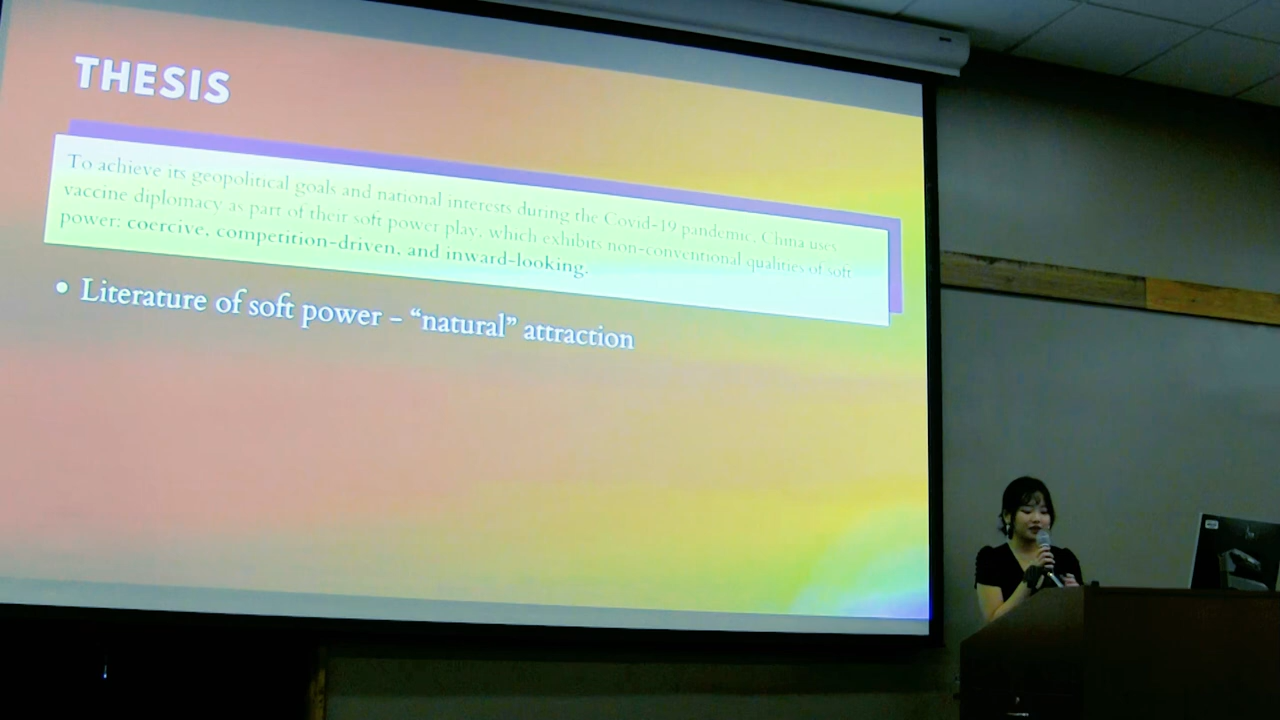 THESIS
To achieve its geopolitical goals and national interests during the Covid-19 pandemic, China uses
vaccine diplomacy as part of their soft power play, which exhibits non-conventional qualities of soft
power: coercive, competition-driven, and inward-looking.
• Literature of soft power – “natural” attraction